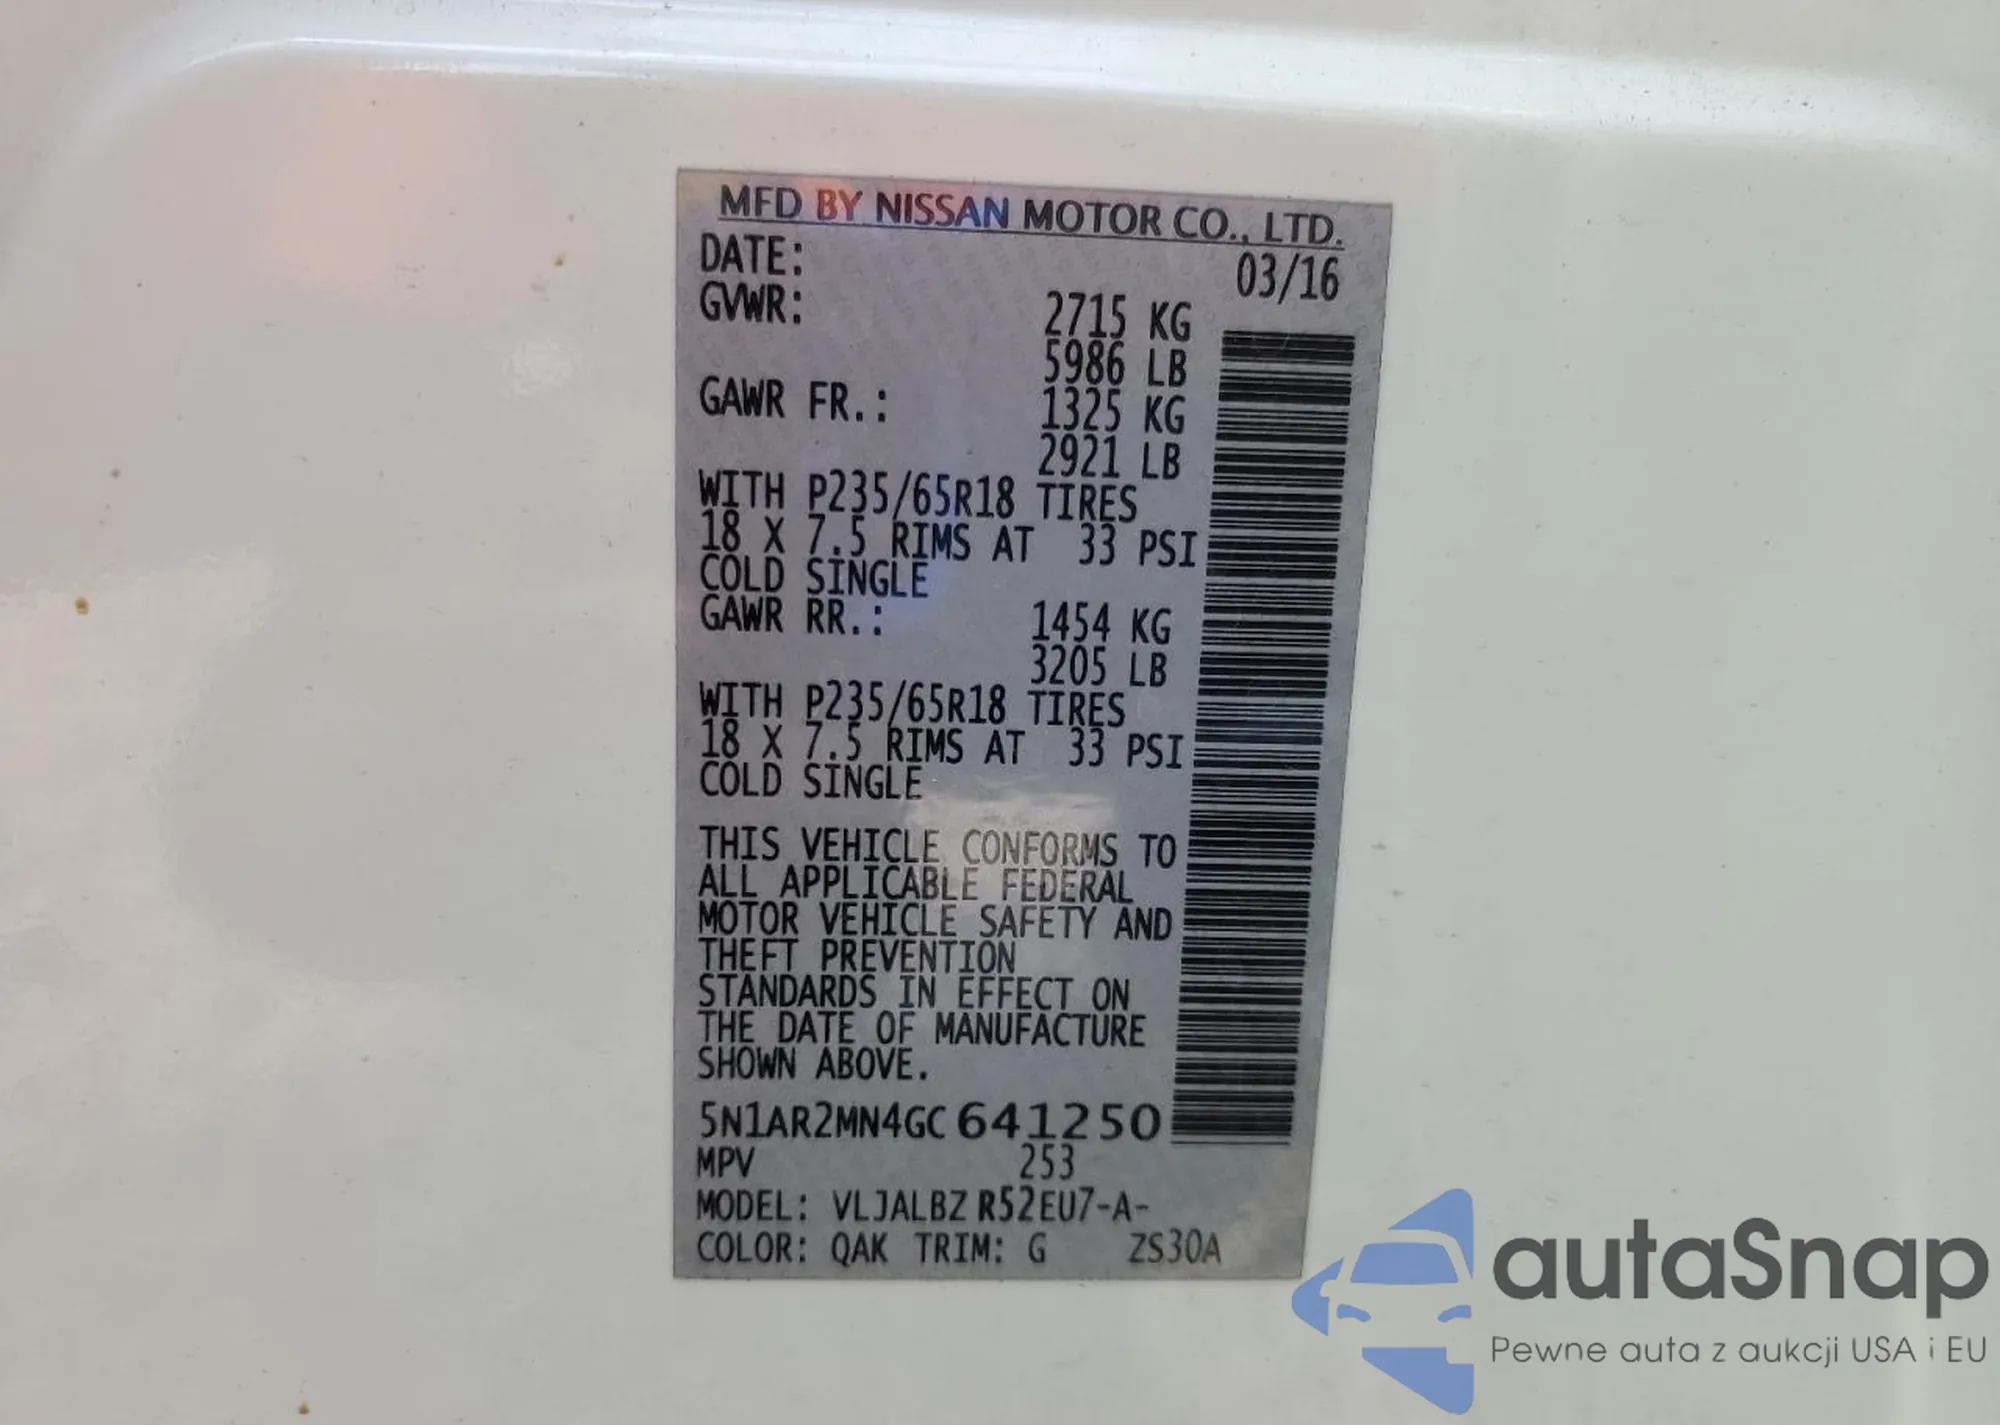 MFD BY NISSAN MOTOR CO., LTD.
DATE: 03/16
GVWR: 2715 KG
5986 LB
GAWR FR.: 1325 KG
2921 LB
WITH P235/65R18 TIRES
18 X 7.5 RIMS AT 33 PSI
COLD SINGLE
GAWR RR.: 1454 KG
3205 LB
WITH P235/65R18 TIRES
18 X 7.5 RIMS AT 33 PSI
COLD SINGLE
THIS VEHICLE CONFORMS TO
ALL APPLICABLE FEDERAL
MOTOR VEHICLE SAFETY AND
THEFT PREVENTION
STANDARDS IN EFFECT ON
THE DATE OF MANUFACTURE
SHOWN ABOVE.
5N1AR2MN4GC641250
MPV 253
MODEL: VLJALBZ R52EU7-A-
COLOR: QAK TRIM: G ZS30A
autaSnap
Pewne auta z aukcji USA i EU